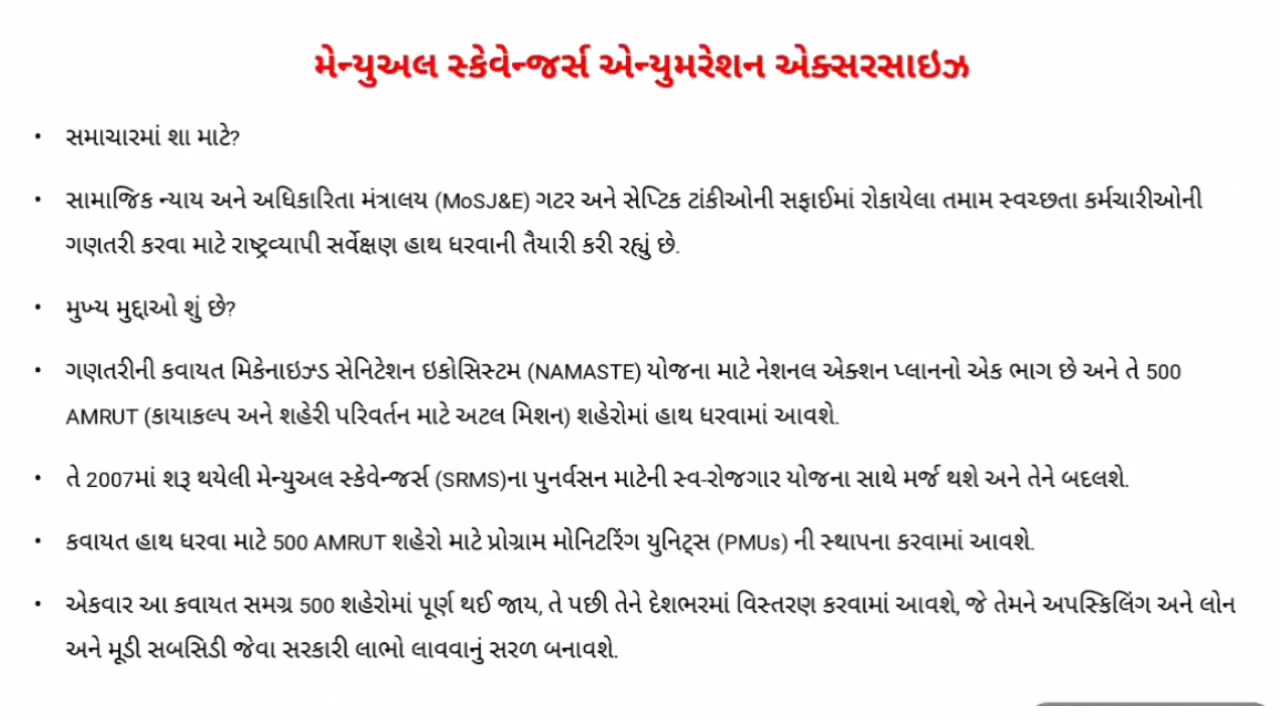 મેન્યુઅલ સ્કેવેન્જર્સ એન્યુમરેશન એક્સરસાઇઝ
• સમાચારમાં શા માટે?
• સામાજિક ન્યાય અને અધિકારિતા મંત્રાલય (MoSJ&E) ગટર અને સેપ્ટિક ટાંકીઓની સફાઈમાં રોકાયેલા તમામ સ્વચ્છતા કર્મચારીઓની
ગણતરી કરવા માટે રાષ્ટ્રવ્યાપી સર્વેક્ષણ હાથ ધરવાની તૈયારી કરી રહ્યું છે.
• મુખ્ય મુદ્દાઓ શું છે?
• ગણતરીની કવાયત મિકેનાઇઝ્ડ સેનિટેશન ઇકોસિસ્ટમ (NAMASTE) યોજના માટે નેશનલ એક્શન પ્લાનનો એક ભાગ છે અને તે 500
AMRUT (કાયાકલ્પ અને શહેરી પરિવર્તન માટે અટલ મિશન) શહેરોમાં હાથ ધરવામાં આવશે.
• તે 2007માં શરૂ થયેલી મેન્યુઅલ સ્કેવેન્જર્સ (SRMS)ના પુનર્વસન માટેની સ્વ-રોજગાર યોજના સાથે મર્જ થશે અને તેને બદલશે.
• કવાયત હાથ ધરવા માટે 500 AMRUT શહેરો માટે પ્રોગ્રામ મોનિટરિંગ યુનિટ્સ (PMUs) ની સ્થાપના કરવામાં આવશે.
• એકવાર આ કવાયત સમગ્ર 500 શહેરોમાં પૂર્ણ થઈ જાય, તે પછી તેને દેશભરમાં વિસ્તરણ કરવામાં આવશે, જે તેમને અપસ્કિલિંગ અને લોન
અને મૂડી સબસિડી જેવા સરકારી લાભો લાવવાનું સરળ બનાવશે.